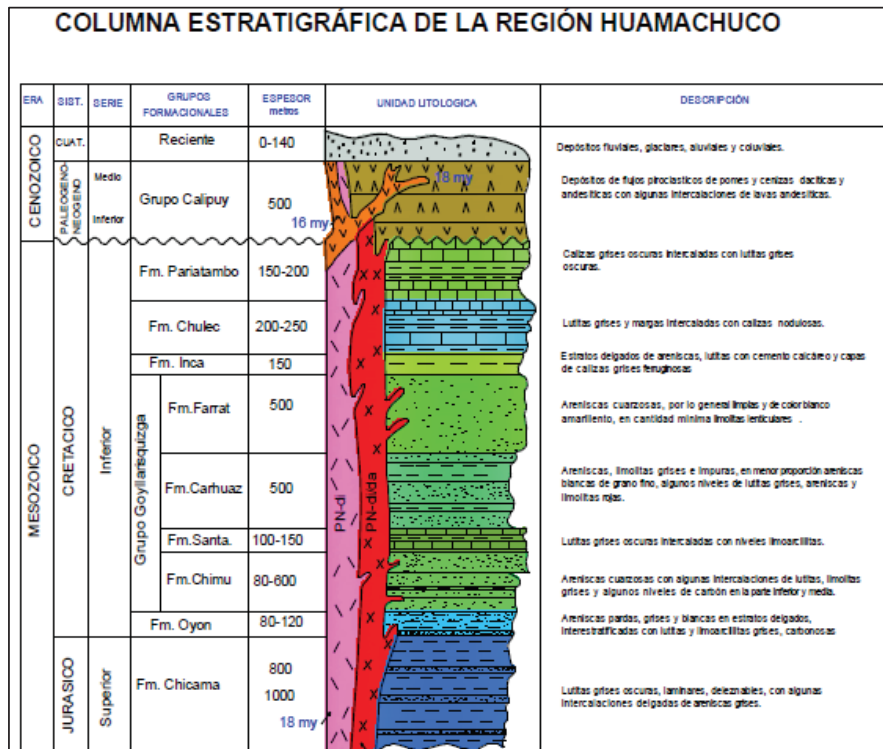 COLUMNA ESTRATIGRÁFICA DE LA REGIÓN HUAMACHUCO
ERA
SIST.
SERIE
GRUPOS
FORMACIONALES
ESPESOR
metros
UNIDAD LITOLOGICA
DESCRIPCIÓN
CENOZOICO
CUAT.
Reciente
0-140
Depósitos fluviales, glaciares, aluviales y coluviales.
PALEOGENO-
NEOGENO
Medio
Inferior
Grupo Calipuy
500
16 my
18 my
Depósitos de flujos piroclasticos de pomes y cenizas dacíticas y
andesíticas con algunas intercalaciones de lavas andesíticas.
MESOZOICO
CRETACICO
Inferior
Fm. Pariatambo
150-200
Calizas grises oscuras intercaladas con lutitas grises
oscuras.
Fm. Chulec
200-250
Lutitas grises y margas intercaladas con calizas nodulosas.
Fm. Inca
150
Estratos delgados de areniscas, lutitas con cemento calcáreo y capas
de calizas grises ferruginosas
Grupo Goyllarisquizga
Fm.Farrat
500
Areniscas cuarzosas, por lo general limpias y de color blanco
amarillento, en cantidad mínima limolitas lenticulares .
Fm.Carhuaz
500
Areniscas, limolitas grises e impuras, en menor proporción areniscas
blancas de grano fino, algunos niveles de lutitas grises, areniscas y
limolitas rojas.
Fm.Santa.
100-150
Lutitas grises oscuras intercaladas con niveles limoarcillitas.
Fm.Chimu
80-600
Areniscas cuarzosas con algunas intercalaciones de lutitas, limolitas
grises y algunos niveles de carbón en la parte inferior y media.
Fm. Oyon
80-120
Areniscas pardas, grises y blancas en estratos delgados,
interestratificadas con lutitas y limoarcillitas grises, carbonosas
PN-di
PN-di/da
JURASICO
Superior
Fm. Chicama
800
1000
18 my
Lutitas grises oscuras, laminares, deleznables, con algunas
intercalaciones delgadas de areniscas grises.